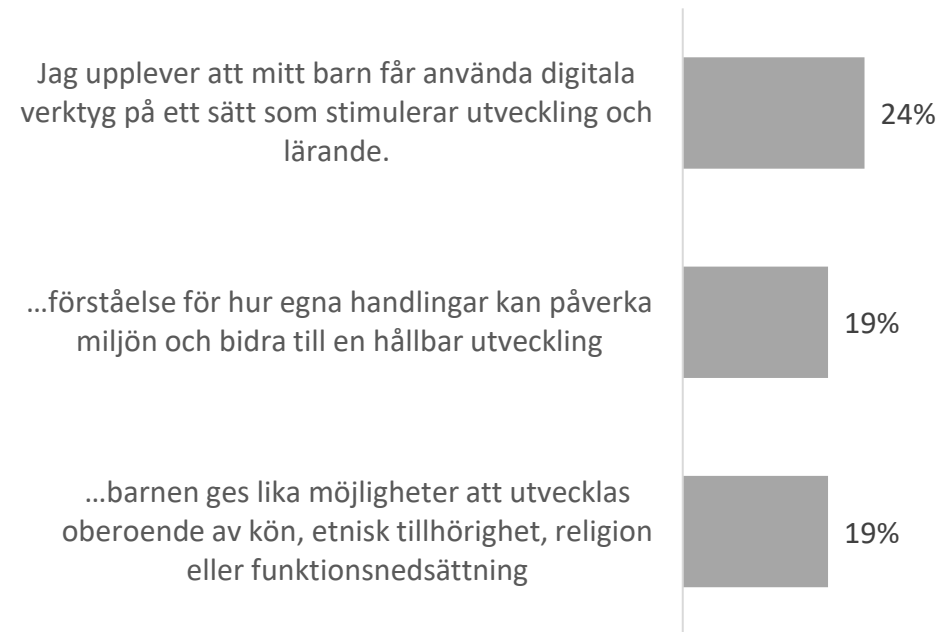 Jag upplever att mitt barn får använda digitala
verktyg på ett sätt som stimulerar utveckling och
lärande.
24%
…förståelse för hur egna handlingar kan påverka
miljön och bidra till en hållbar utveckling
19%
…barnen ges lika möjligheter att utvecklas
oberoende av kön, etnisk tillhörighet, religion
eller funktionsnedsättning
19%